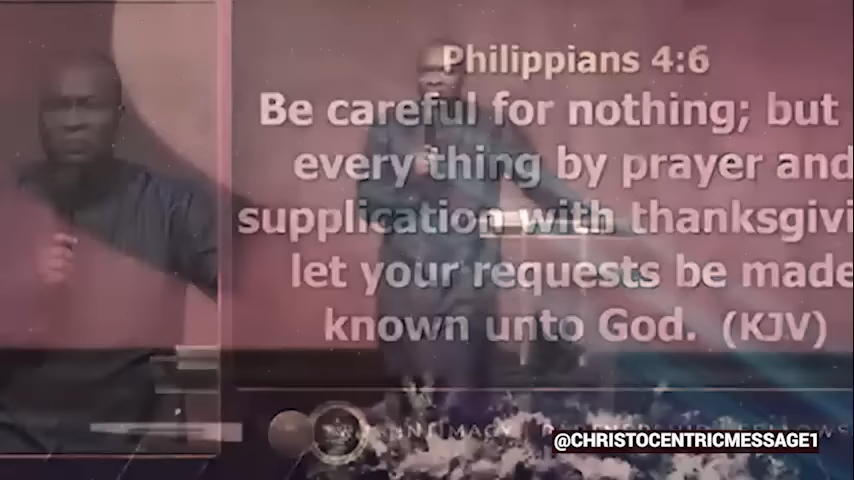 Philippians 4:6
Be careful for nothing; but
every thing by prayer and
supplication with thanksgivi
let your requests be made
known unto God. (KJV)
INTIMACY
@CHRISTOCENTRICMESSAGE1